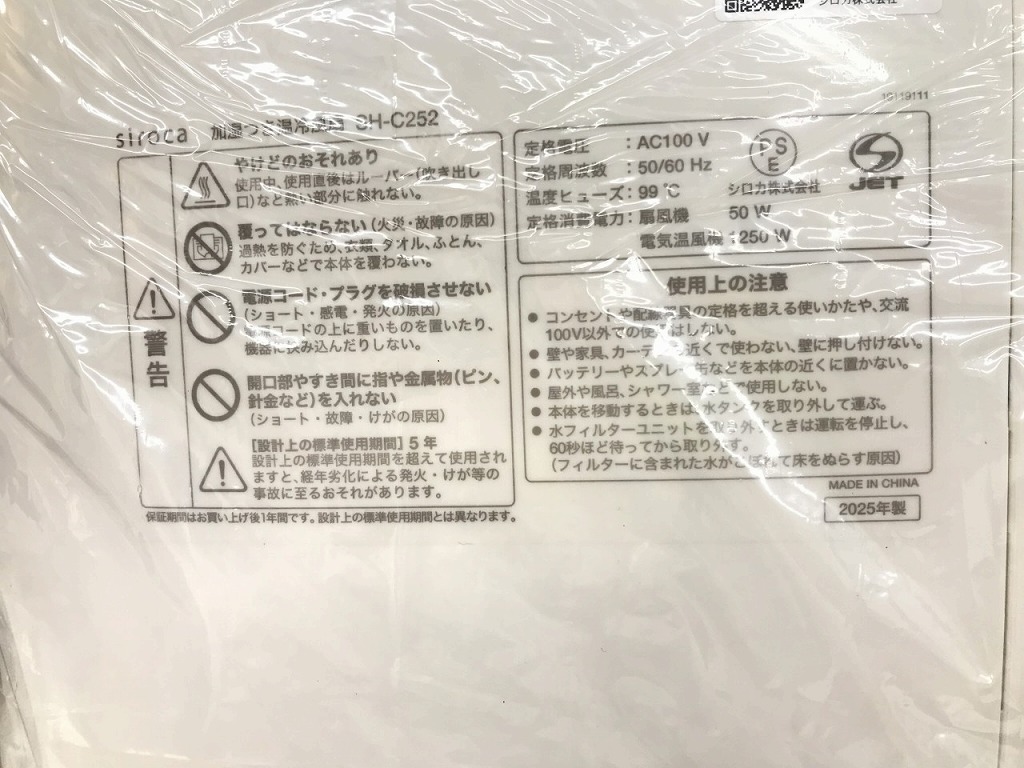 シロカ株式会社
19119111
siroca 加湿つき温冷風扇 SH-C252
警告
やけどのおそれあり
使用中、使用直後はルーバー(吹き出し
口)など熱い部分に触れない。
覆ってはならない(火災・故障の原因)
過熱を防ぐため、衣類、タオル、ふとん、
カバーなどで本体を覆わない。
電源コード・プラグを破損させない
(ショート・感電・発火の原因)
電源コードの上に重いものを置いたり、
機器に挟み込んだりしない。
開口部やすき間に指や金属物(ピン、
針金など)を入れない
(ショート・故障・けがの原因)
[設計上の標準使用期間]5年
設計上の標準使用期間を超えて使用され
ますと、経年劣化による発火・けが等の
事故に至るおそれがあります。
保証期間はお買い上げ後1年間です。設計上の標準使用期間とは異なります。
定格電圧 :AC100 V
定格周波数 :50/60 Hz
温度ヒューズ:99 ℃
定格消費電力:扇風機 50 W
電気温風機 1250 W
PSE
シロカ株式会社
JET
使用上の注意
● コンセントや配線器具の定格を超える使いかたや、交流
100V以外での使用はしない。
● 壁や家具、カーテンの近くで使わない、壁に押し付けない。
● バッテリーやスプレー缶などを本体の近くに置かない。
● 屋外や風呂、シャワー室などで使用しない。
● 本体を移動するときは、水タンクを取り外して運ぶ。
● 水フィルターユニットを取り外すときは運転を停止し、
60秒ほど待ってから取り外す。
(フィルターに含まれた水がこぼれて床をぬらす原因)
MADE IN CHINA
2025年製